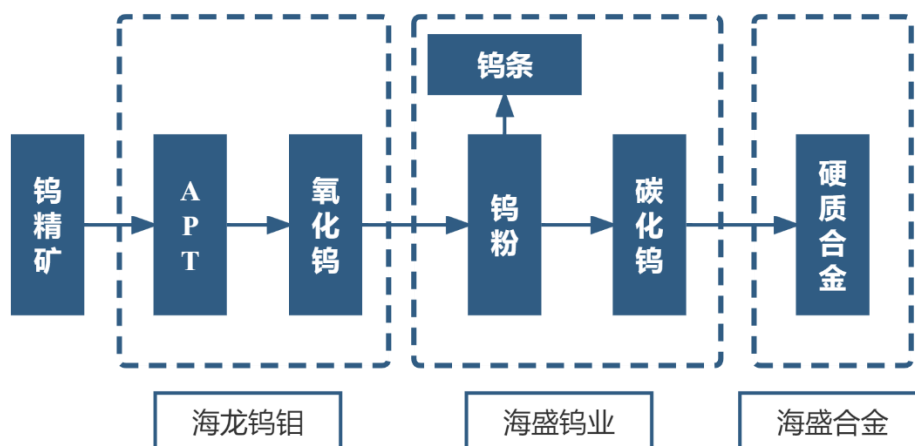 钨条
钨精矿
APT
氧化钨
钨粉
碳化钨
硬质合金
海龙钨钼
海盛钨业
海盛合金